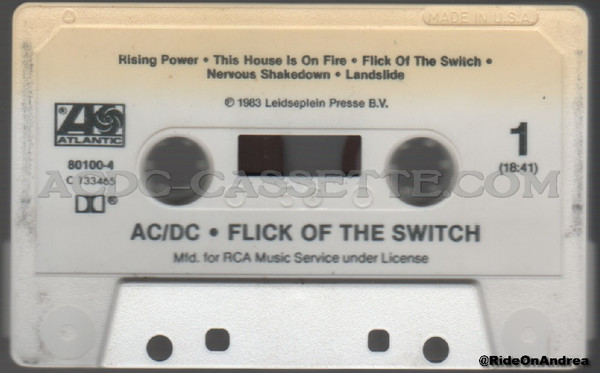 MADE IN U.S.A.
Rising Power • This House Is On Fire • Flick Of The Switch •
Nervous Shakedown • Landslide
℗ 1983 Leidseplein Presse B.V.
ATLANTIC
1
80100-4
(18:41)
C 133465
AC/DC-CASSETTE.COM
AC/DC • FLICK OF THE SWITCH
Mfd. for RCA Music Service under License
@RideOnAndrea